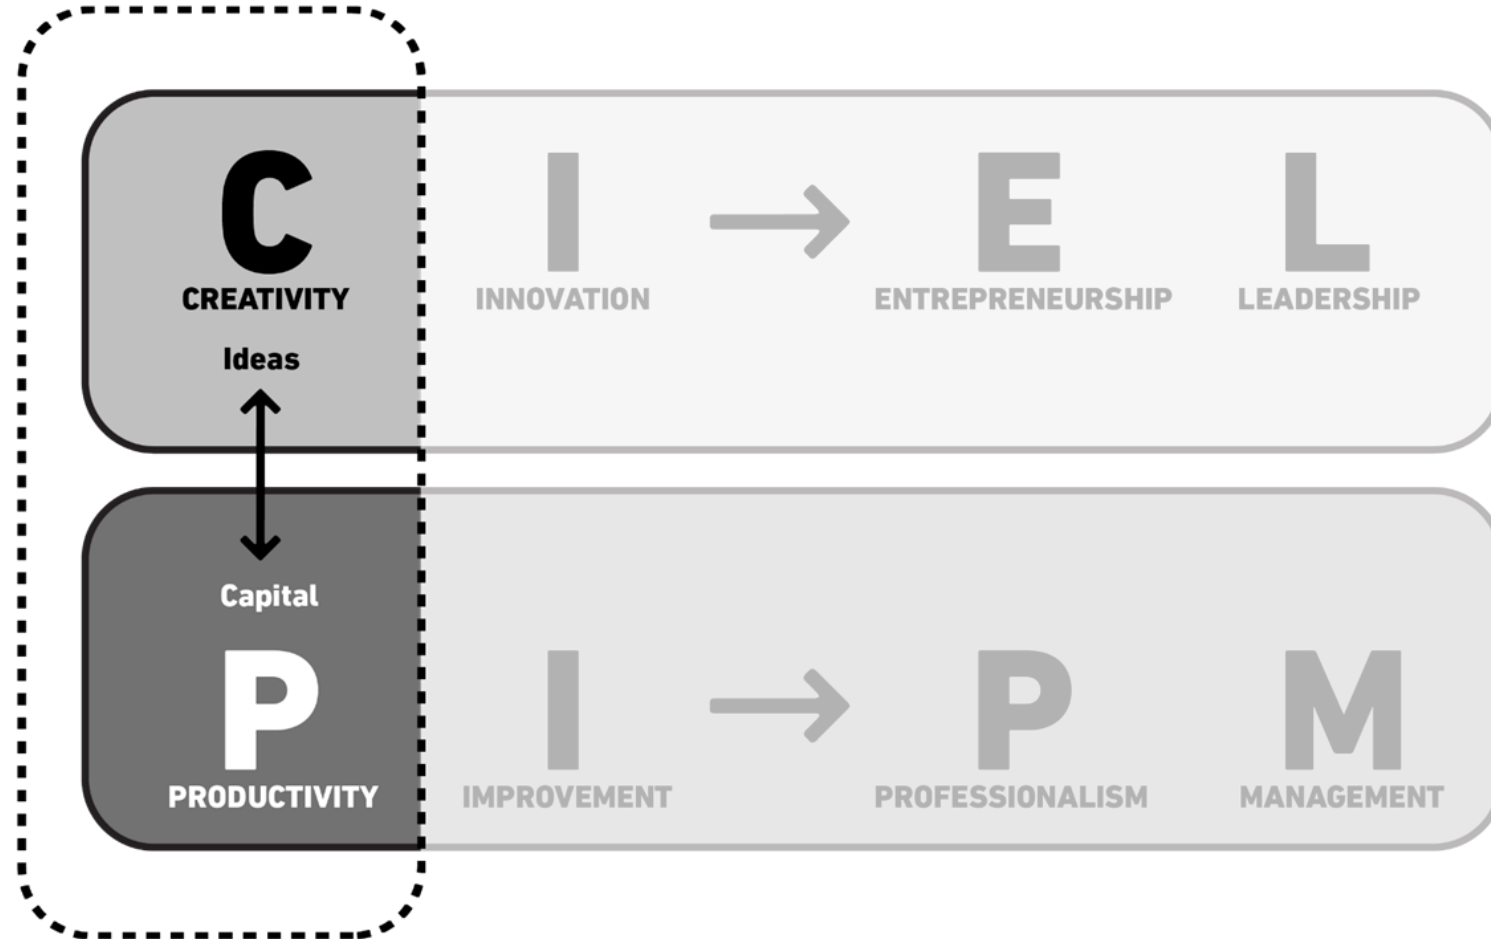 C I E L
CREATIVITY INNOVATION ENTREPRENEURSHIP LEADERSHIP
Ideas
Capital
P I P M
PRODUCTIVITY IMPROVEMENT PROFESSIONALISM MANAGEMENT